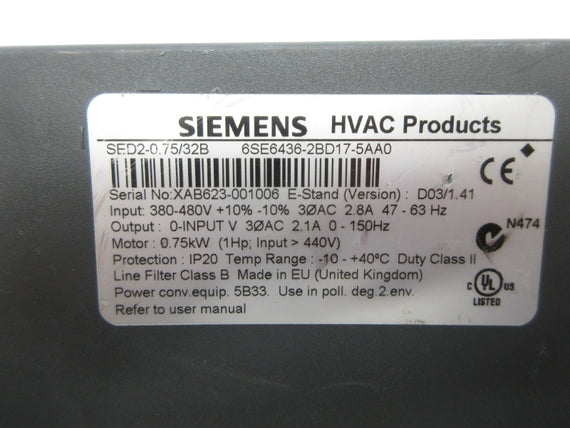 SIEMENS HVAC Products
SED2-0.75/32B 6SE6436-2BD17-5AA0
CE
Serial No:XAB623-001006 E-Stand (Version) : D03/1.41
Input: 380-480V +10% -10% 3ØAC 2.8A 47 - 63 Hz
Output : 0-INPUT V 3ØAC 2.1A 0 - 150Hz
N474
Motor : 0.75kW (1Hp; Input > 440V)
Protection : IP20 Temp Range : -10 - +40ºC Duty Class II
Line Filter Class B Made in EU (United Kingdom)
C UL US
LISTED
Power conv.equip. 5B33. Use in poll. deg.2.env.
Refer to user manual